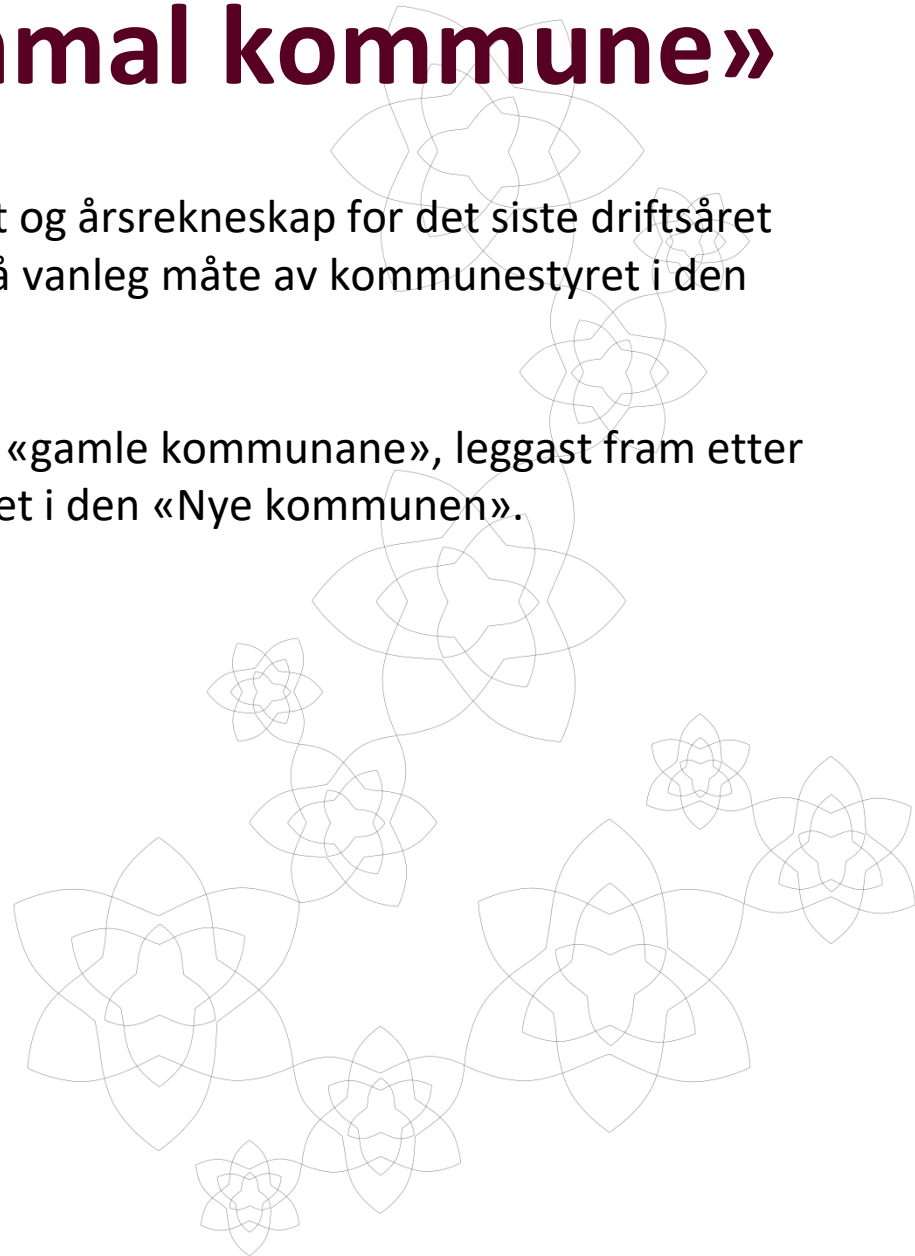 mal kommune»
t og årsrekneskap for det siste driftsåret
å vanleg måte av kommunestyret i den
«gamle kommunane», leggast fram etter
et i den «Nye kommunen».